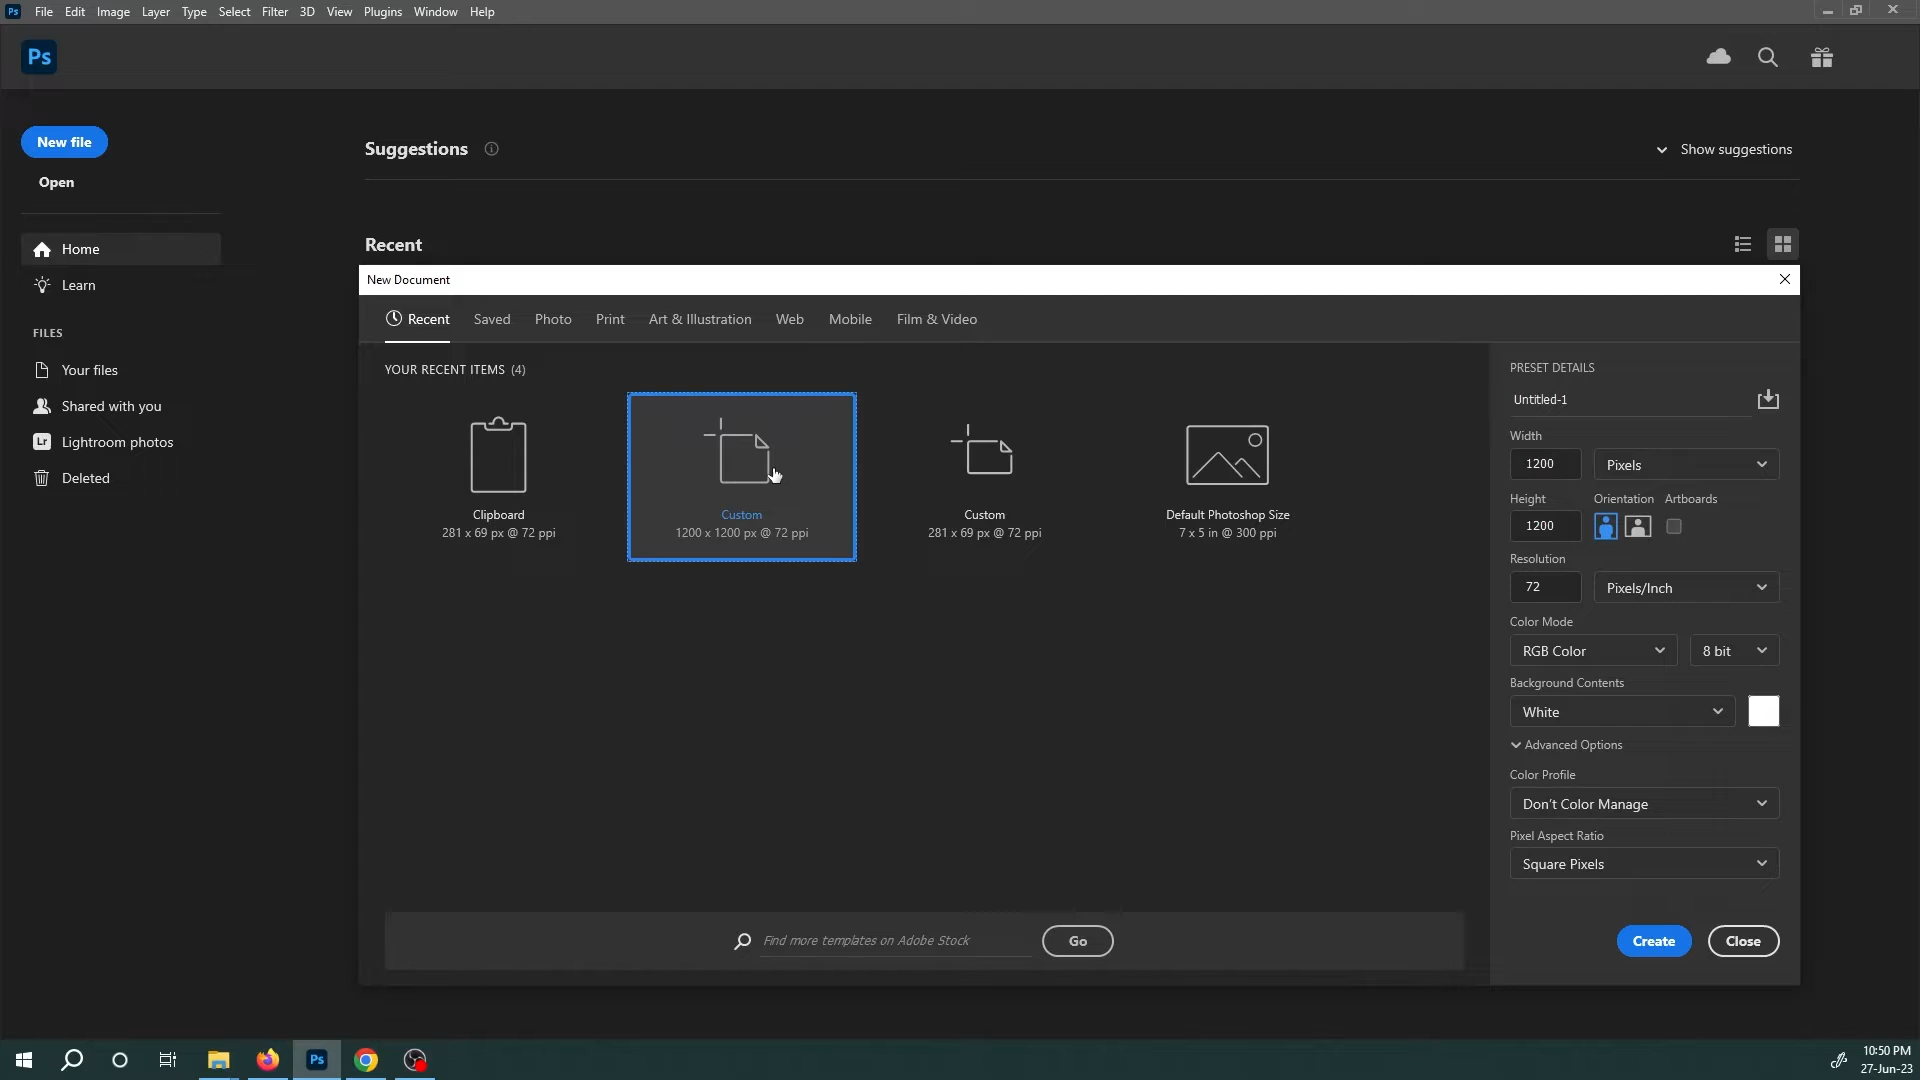 Ps File Edit Image Layer Type Select Filter 3D View Plugins Window Help
Ps
New file
Open
Home
Learn
FILES
Your files
Shared with you
Lr Lightroom photos
Deleted
Suggestions
Show suggestions
Recent
New Document
Recent Saved Photo Print Art & Illustration Web Mobile Film & Video
YOUR RECENT ITEMS (4)
Clipboard
281 x 69 px @ 72 ppi
Custom
1200 x 1200 px @ 72 ppi
Custom
281 x 69 px @ 72 ppi
Default Photoshop Size
7 x 5 in @ 300 ppi
Find more templates on Adobe Stock
Go
PRESET DETAILS
Untitled-1
Width
1200 Pixels
Height Orientation Artboards
1200
Resolution
72 Pixels/Inch
Color Mode
RGB Color 8 bit
Background Contents
White
Advanced Options
Color Profile
Don't Color Manage
Pixel Aspect Ratio
Square Pixels
Create Close
Ps
10:50 PM
27-Jun-23